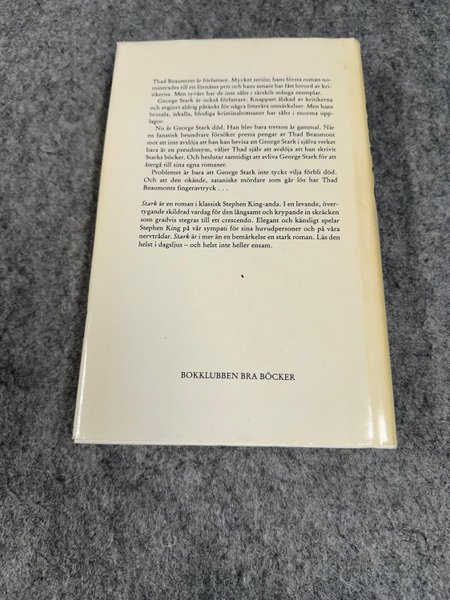 Thad Beaumont är författare. Mycket seriös; hans första roman no-
minerades till ett förnämt pris och hans senare har fått lovord av kri-
tikerna. Men tyvärr har de inte sålts i särskilt många exemplar.
George Stark är också författare. Knappast älskad av kritikerna
och avgjort aldrig påtänkt för några litterära utmärkelser. Men hans
brutala, iskalla, blodiga kriminalromaner har sålts i enorma upp-
lagor.
Nu är George Stark död. Han blev bara tretton år gammal. När
en fanatisk beundrare försöker pressa pengar av Thad Beaumont
mot att inte avslöja att han kan bevisa att George Stark i själva verket
bara är en pseudonym, väljer Thad själv att avslöja att han skrivit
Starks böcker. Och beslutar samtidigt att avliva George Stark för att
återgå till sina egna romaner.
Problemet är bara att George Stark inte tycks vilja förbli död.
Och att den okände, sataniske mördare som går lös har Thad
Beaumonts fingeravtryck . . .
Stark är en roman i klassisk Stephen King-anda. I en levande, över-
tygande skildrad vardag för den långsamt och krypande in skräcken
som gradvis stegras till ett crescendo. Elegant och känsligt spelar
Stephen King på vår sympati för sina huvudpersoner och på våra
nervtrådar. Stark är i mer än en bemärkelse en stark roman. Läs den
helst i dagsljus – och helst inte heller ensam.
BOKKLUBBEN BRA BÖCKER